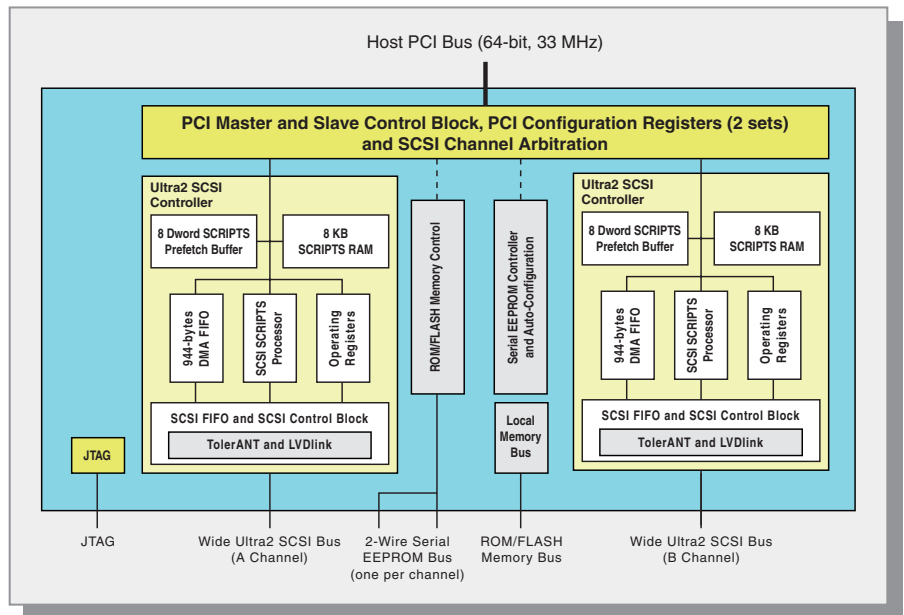 Host PCI Bus (64-bit, 33 MHz)
PCI Master and Slave Control Block, PCI Configuration Registers (2 sets)
and SCSI Channel Arbitration
Ultra2 SCSI
Controller
8 Dword SCRIPTS
Prefetch Buffer
8 KB
SCRIPTS RAM
944-bytes
DMA FIFO
SCSI SCRIPTS
Processor
Operating
Registers
SCSI FIFO and SCSI Control Block
TolerANT and LVDlink
ROM/FLASH Memory Control
Serial EEPROM Controller
and Auto-Configuration
Local
Memory
Bus
Ultra2 SCSI
Controller
8 Dword SCRIPTS
Prefetch Buffer
8 KB
SCRIPTS RAM
944-bytes
DMA FIFO
SCSI SCRIPTS
Processor
Operating
Registers
SCSI FIFO and SCSI Control Block
TolerANT and LVDlink
JTAG
JTAG
Wide Ultra2 SCSI Bus
(A Channel)
2-Wire Serial
EEPROM Bus
(one per channel)
ROM/FLASH
Memory Bus
Wide Ultra2 SCSI Bus
(B Channel)